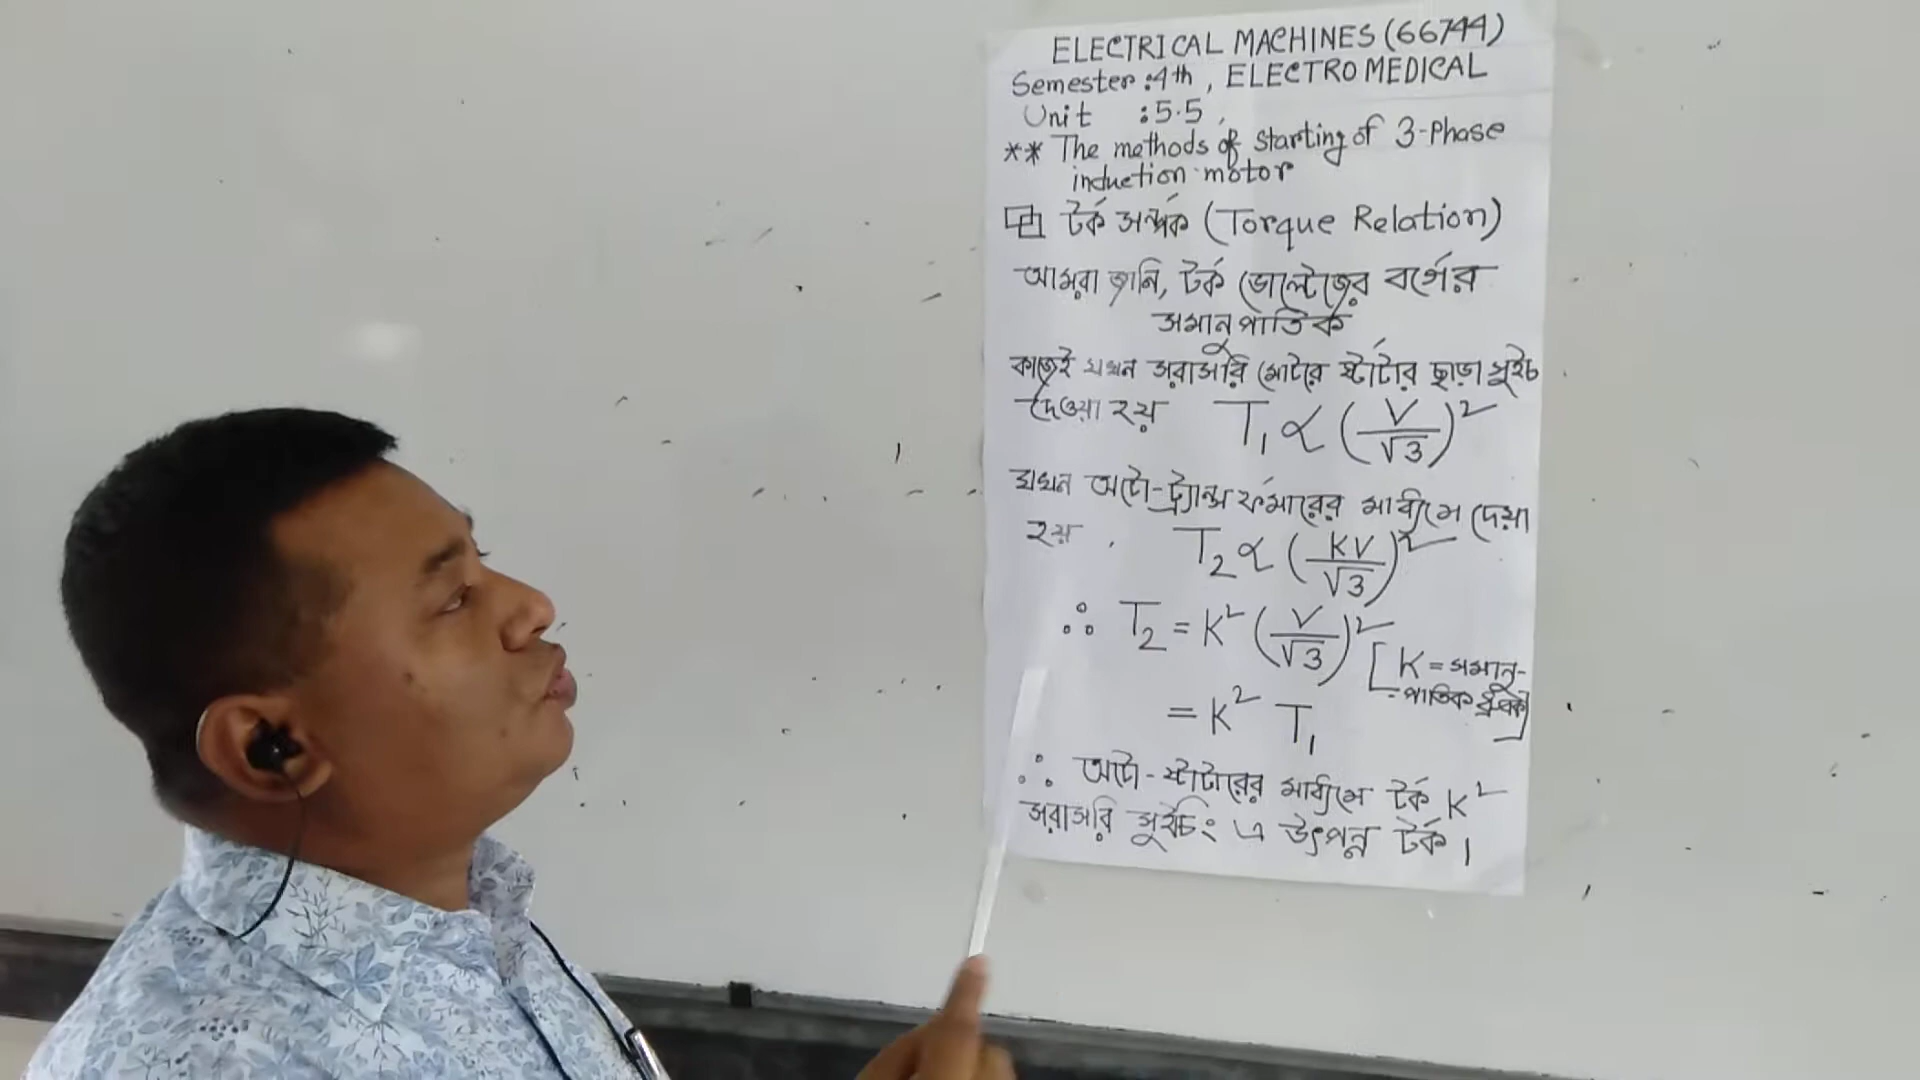 ELECTRICAL MACHINES (66744)
Semester :4th, ELECTROMEDICAL
Unit :5.5,
** The methods of starting of 3-Phase
induction motor
টর্ক সম্পর্ক (Torque Relation)
আমরা জানি, টর্ক ভোল্টেজের বর্গের
সমানুপাতিক
কাজেই যখন সরাসরি মোটরে স্টার্টার ছাড়া সুইচ
দেওয়া হয় T₁ ∝ (V/√3)²
যখন অটো-ট্র্যান্সফর্মারের মাধ্যমে দেয়া
হয়, T₂ ∝ (KV/√3)²
∴ T₂ = K² (V/√3)² [K = সমানু-
পাতিক ধ্রুবক]
= K² T₁
∴ অটো-স্টার্টারের মাধ্যমে টর্ক K²
সরাসরি সুইচিং এ উৎপন্ন টর্ক।